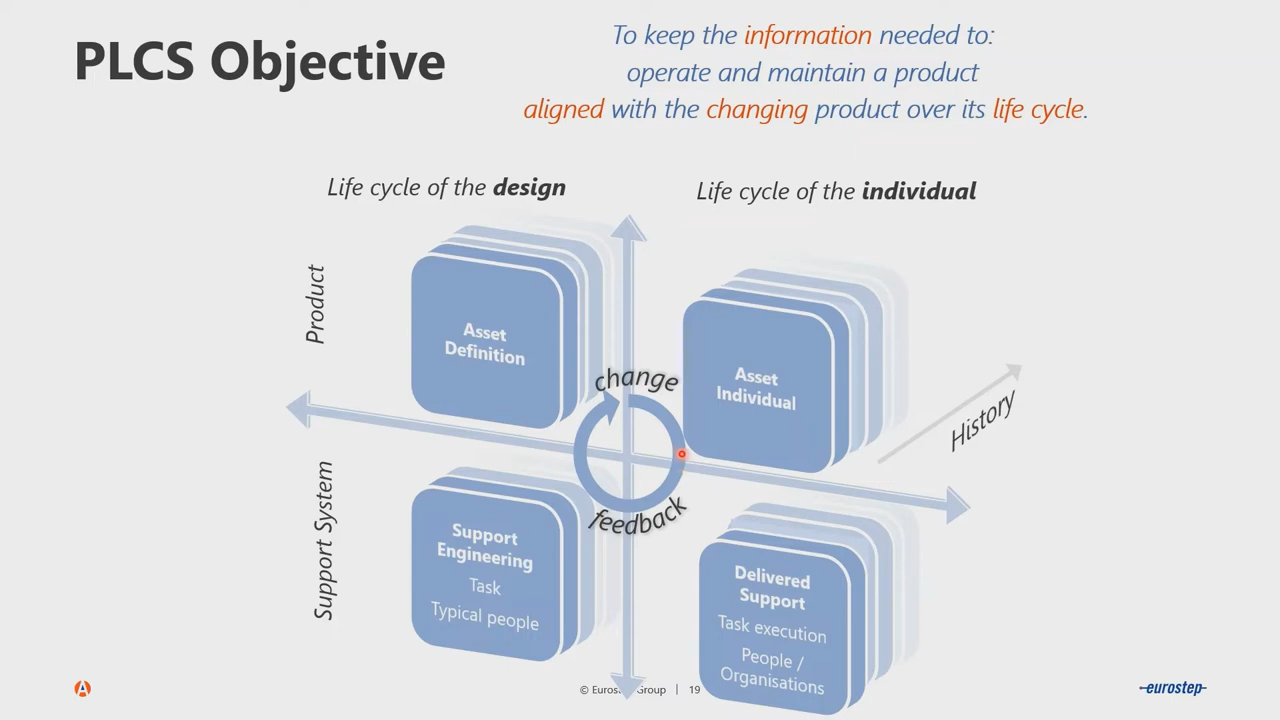 PLCS Objective
To keep the information needed to:
operate and maintain a product
aligned with the changing product over its life cycle.
Life cycle of the design
Life cycle of the individual
Product
Asset
Definition
Asset
Individual
change
feedback
History
Support System
Support
Engineering
Task
Typical people
Delivered
Support
Task execution
People /
Organisations
© Eurostep Group | 19
eurostep